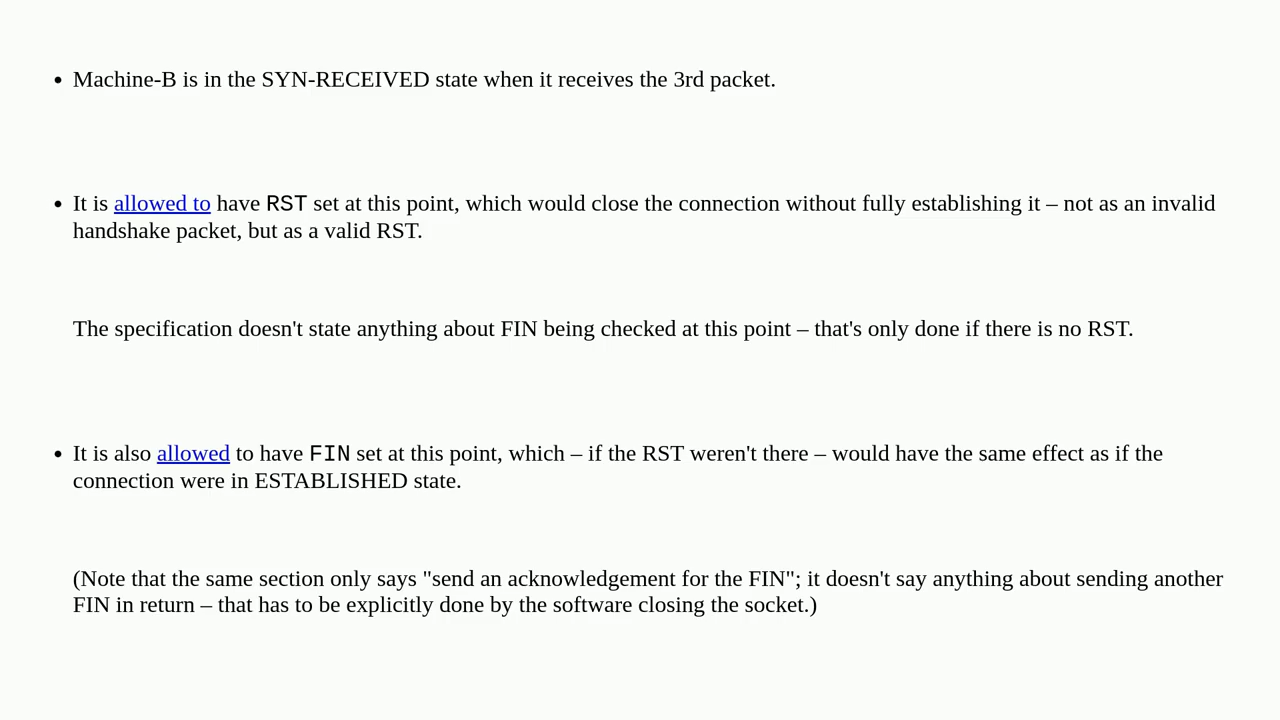 • Machine-B is in the SYN-RECEIVED state when it receives the 3rd packet.
• It is allowed to have RST set at this point, which would close the connection without fully establishing it – not as an invalid
handshake packet, but as a valid RST.
The specification doesn't state anything about FIN being checked at this point – that's only done if there is no RST.
• It is also allowed to have FIN set at this point, which – if the RST weren't there – would have the same effect as if the
connection were in ESTABLISHED state.
(Note that the same section only says "send an acknowledgement for the FIN"; it doesn't say anything about sending another
FIN in return – that has to be explicitly done by the software closing the socket.)